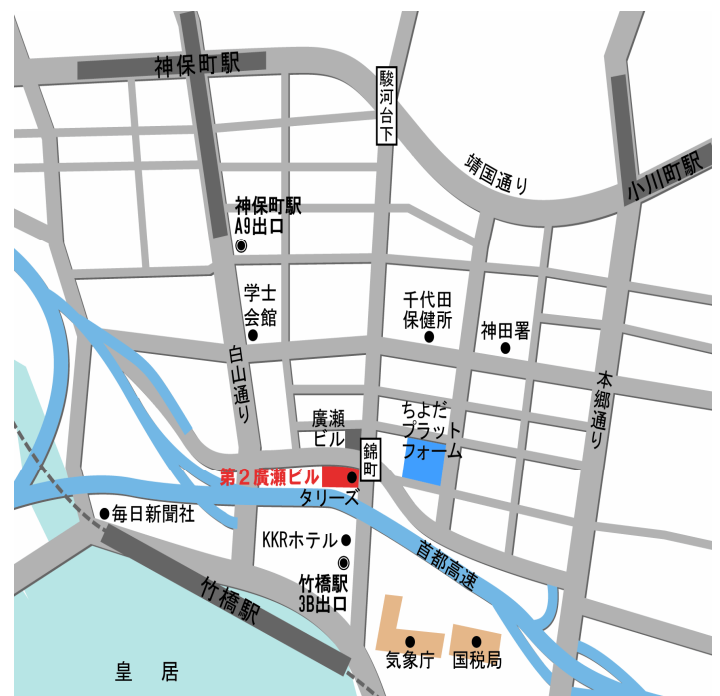 神保町駅
駿河台下
靖国通り
小川町駅
神保町駅
A9出口
学士
会館
千代田
保健所
神田署
白山通り
本郷通り
廣瀬
ビル
ちよだ
プラット
フォーム
錦町
第2廣瀬ビル
タリーズ
毎日新聞社
KKRホテル
首都高速
竹橋駅
3B出口
竹橋駅
気象庁
国税局
皇居